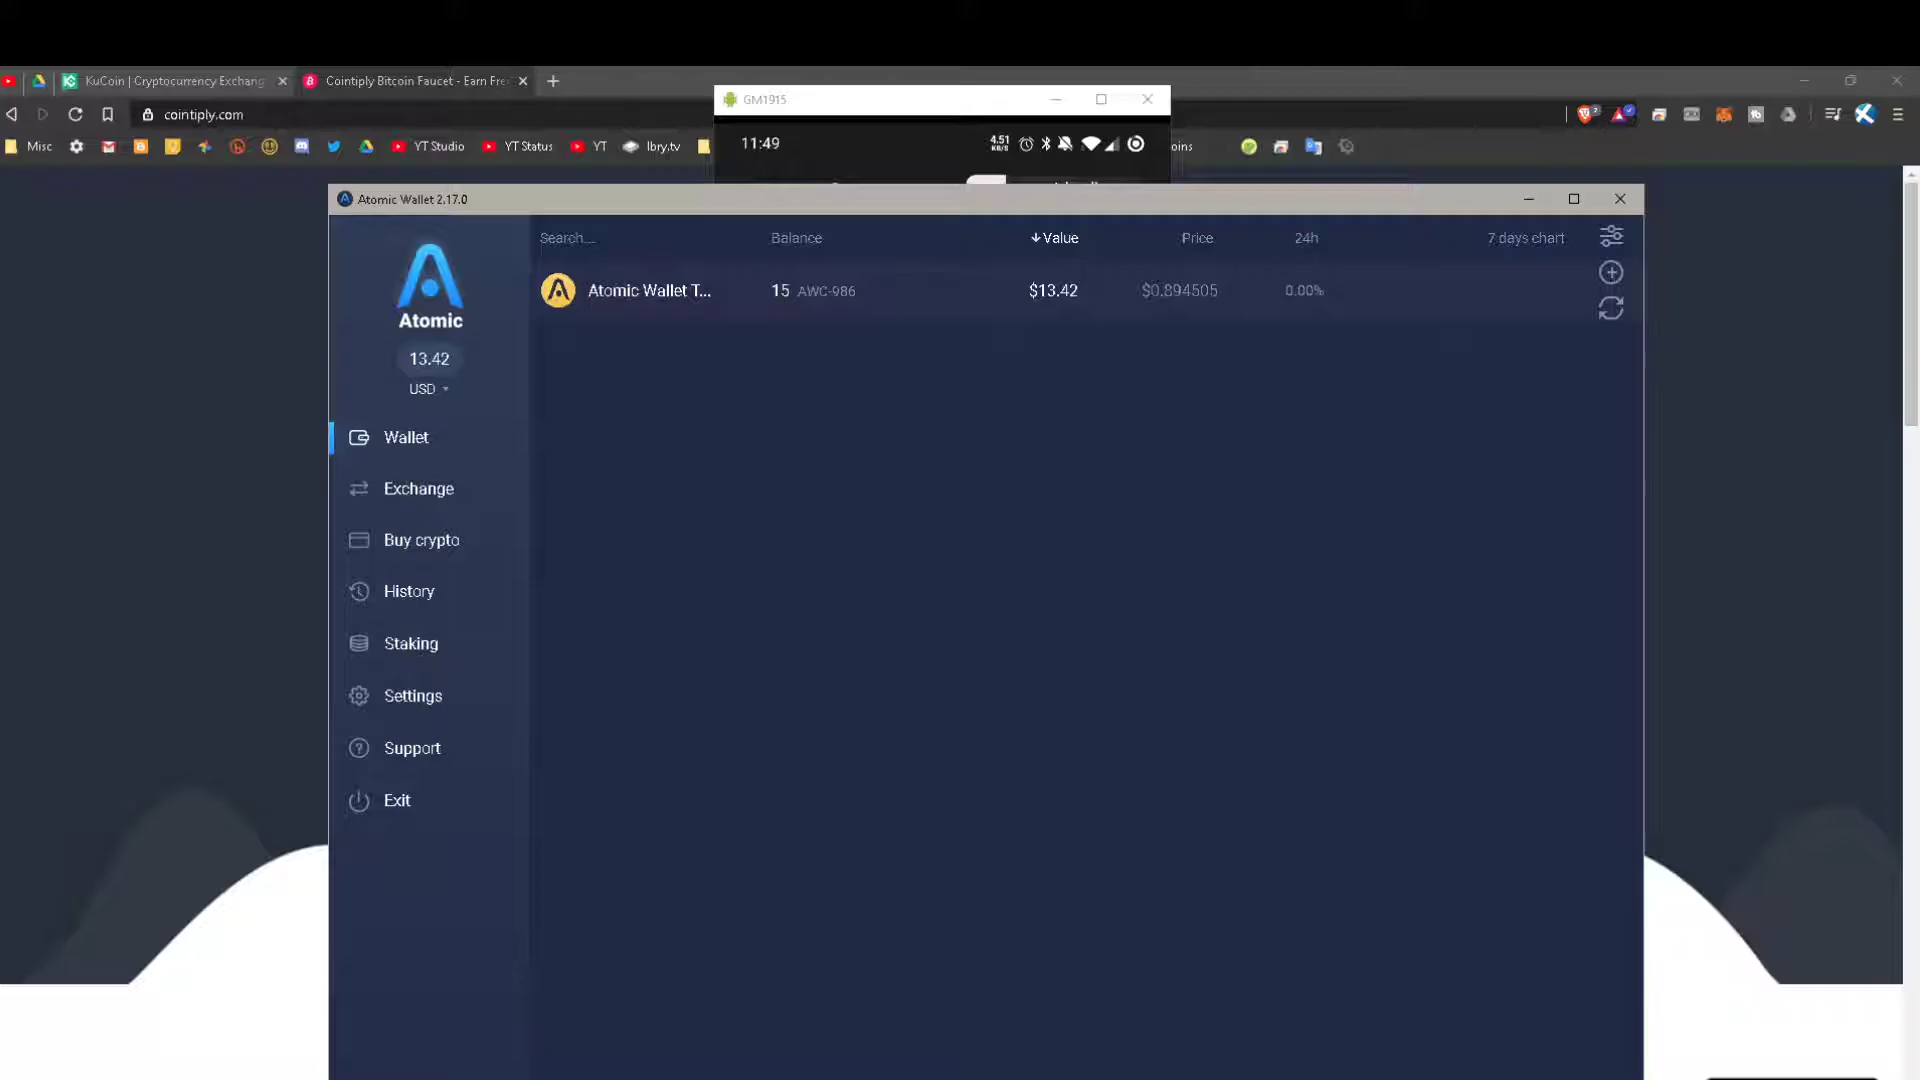 KuCoin | Cryptocurrency Exchang
Cointiply Bitcoin Faucet - Earn Fre
cointiply.com
Misc
YT Studio
YT Status
YT
lbry.tv
oins
GM1915
11:49
4.51
KB/S
Atomic Wallet 2.17.0
Atomic
13.42
USD
Wallet
Exchange
Buy crypto
History
Staking
Settings
Support
Exit
Search...
Balance
Value
Price
24h
7 days chart
Atomic Wallet T...
15 AWC-986
$13.42
$0.894505
0.00%